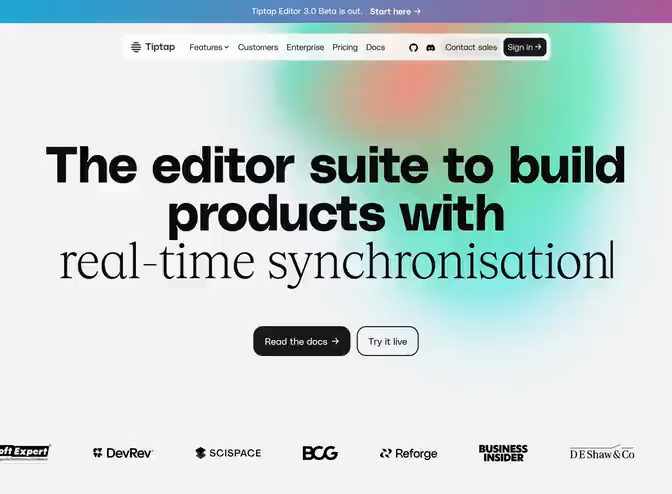 Tiptap Editor 3.0 Beta is out. Start here →
Tiptap Features Customers Enterprise Pricing Docs Contact sales Sign in →
The editor suite to build
products with
real-time synchronisation
Read the docs → Try it live
oft Expert DevRev SCISPACE BCG Reforge BUSINESS INSIDER D E Shaw & Co